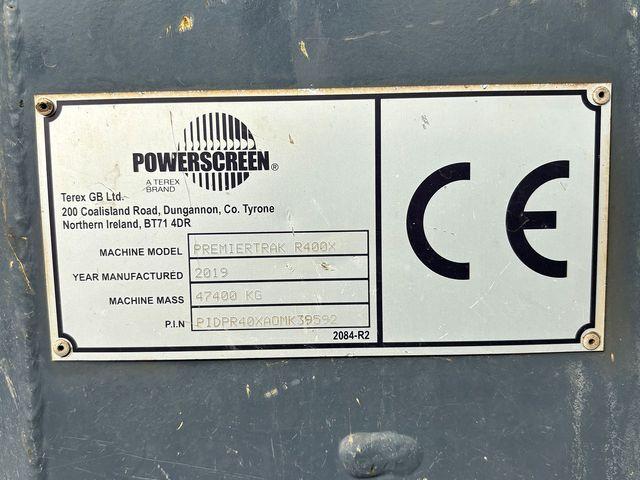 POWERSCREEN®
A TEREX
BRAND
Terex GB Ltd.
200 Coalisland Road, Dungannon, Co. Tyrone
Northern Ireland, BT71 4DR
MACHINE MODEL PREMIERTRAK R400X
YEAR MANUFACTURED 2019
MACHINE MASS 47400 KG
P.I.N PIDPR40XAOMK39592
2084-R2
CE